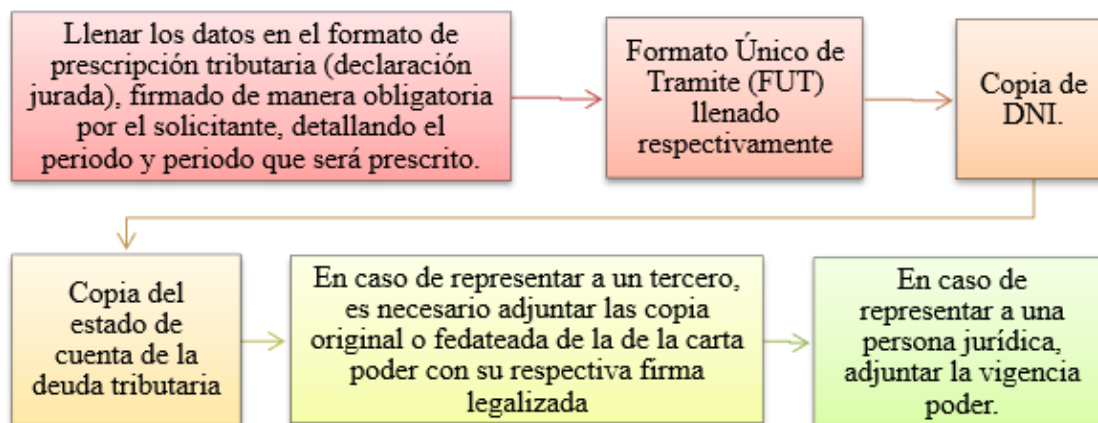 Llenar los datos en el formato de
prescripción tributaria (declaración
jurada), firmado de manera obligatoria
por el solicitante, detallando el
periodo y periodo que será prescrito.
Formato Único de
Tramite (FUT)
llenado
respectivamente
Copia de
DNI.
Copia del
estado de
cuenta de la
deuda tributaria
En caso de representar a un tercero,
es necesario adjuntar las copia
original o fedateada de la de la carta
poder con su respectiva firma
legalizada
En caso de
representar a una
persona jurídica,
adjuntar la vigencia
poder.